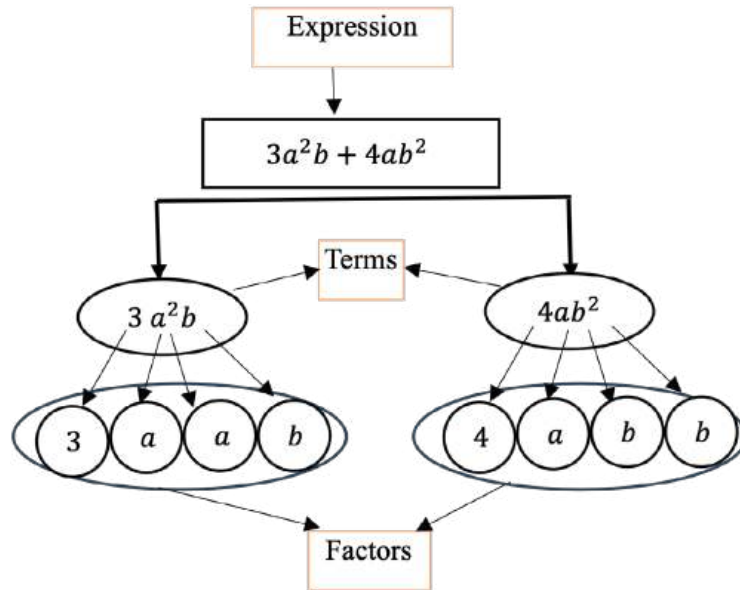 Expression
3a²b + 4ab²
Terms
3 a²b
4ab²
3 a a b
4 a b b
Factors